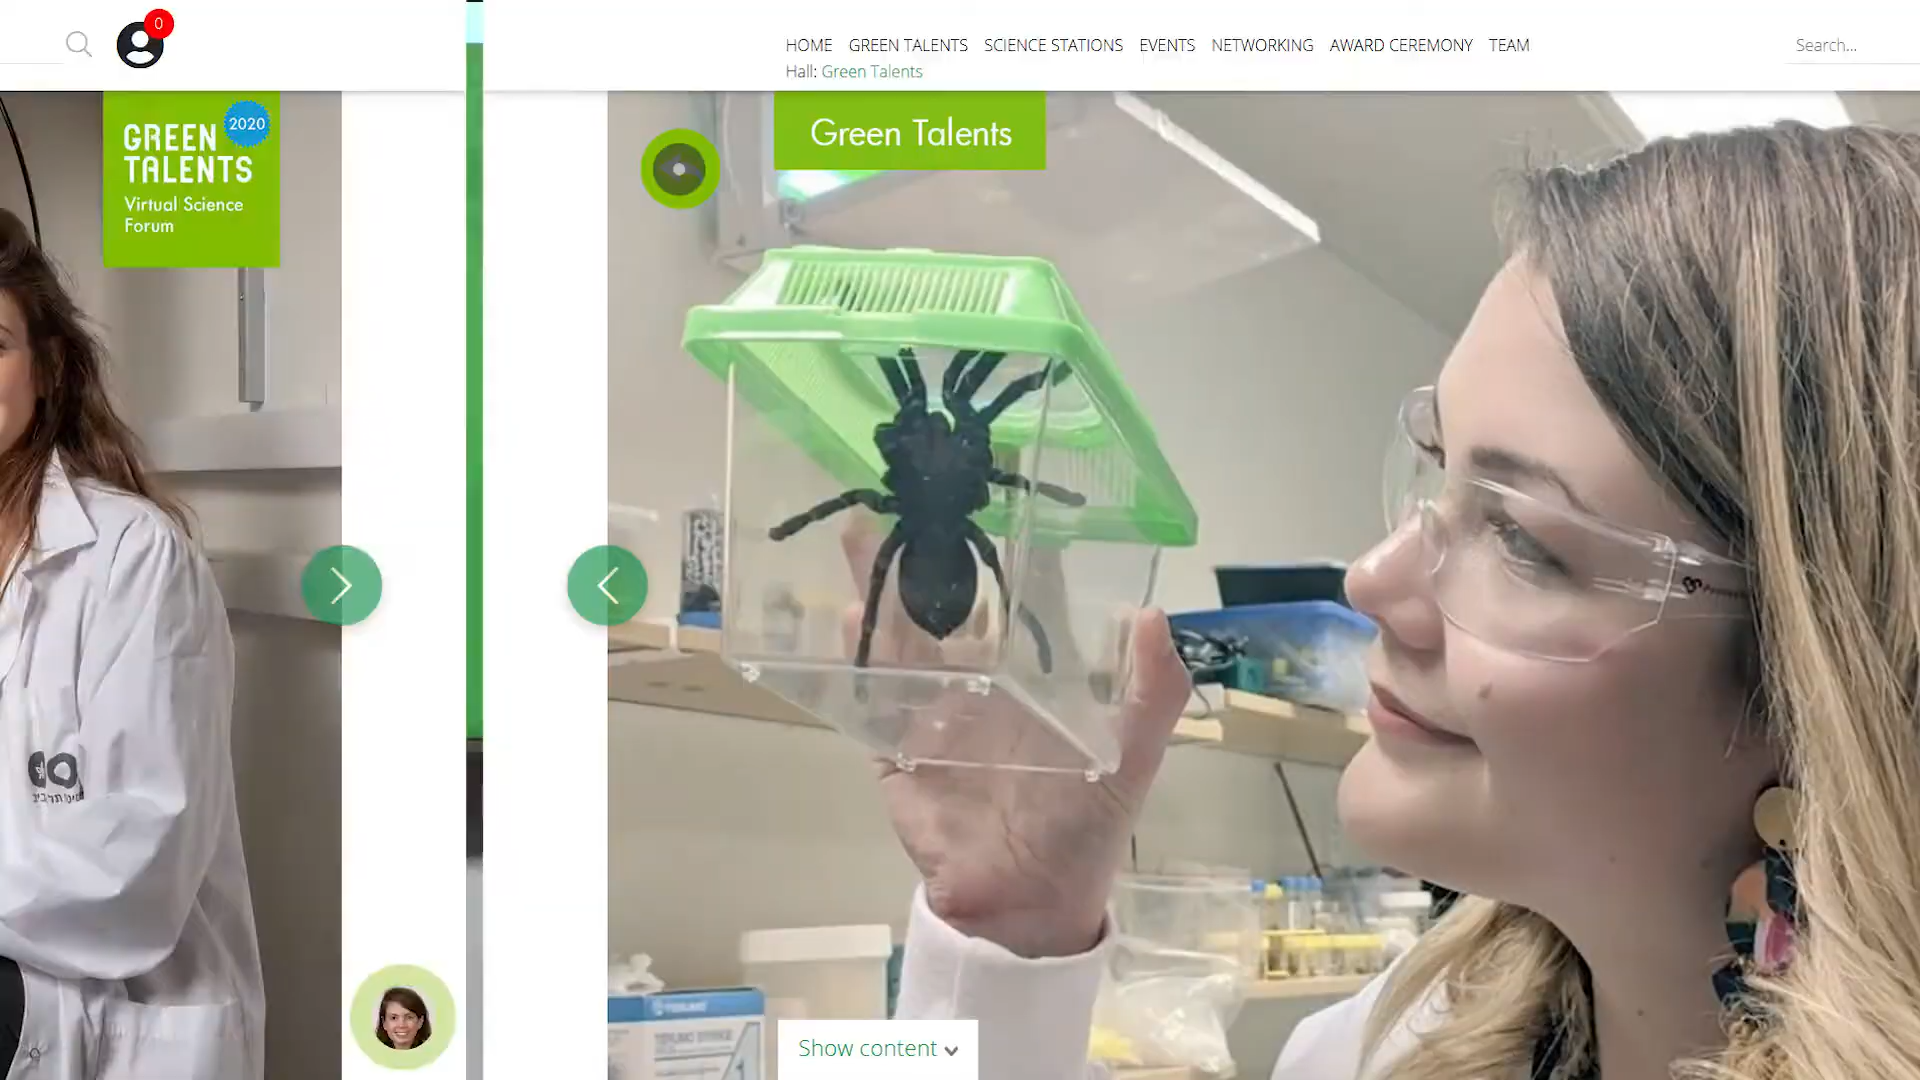 0
HOME GREEN TALENTS SCIENCE STATIONS EVENTS NETWORKING AWARD CEREMONY TEAM
Search...
Hall: Green Talents
GREEN
TALENTS
2020
Virtual Science
Forum
Green Talents
Show content